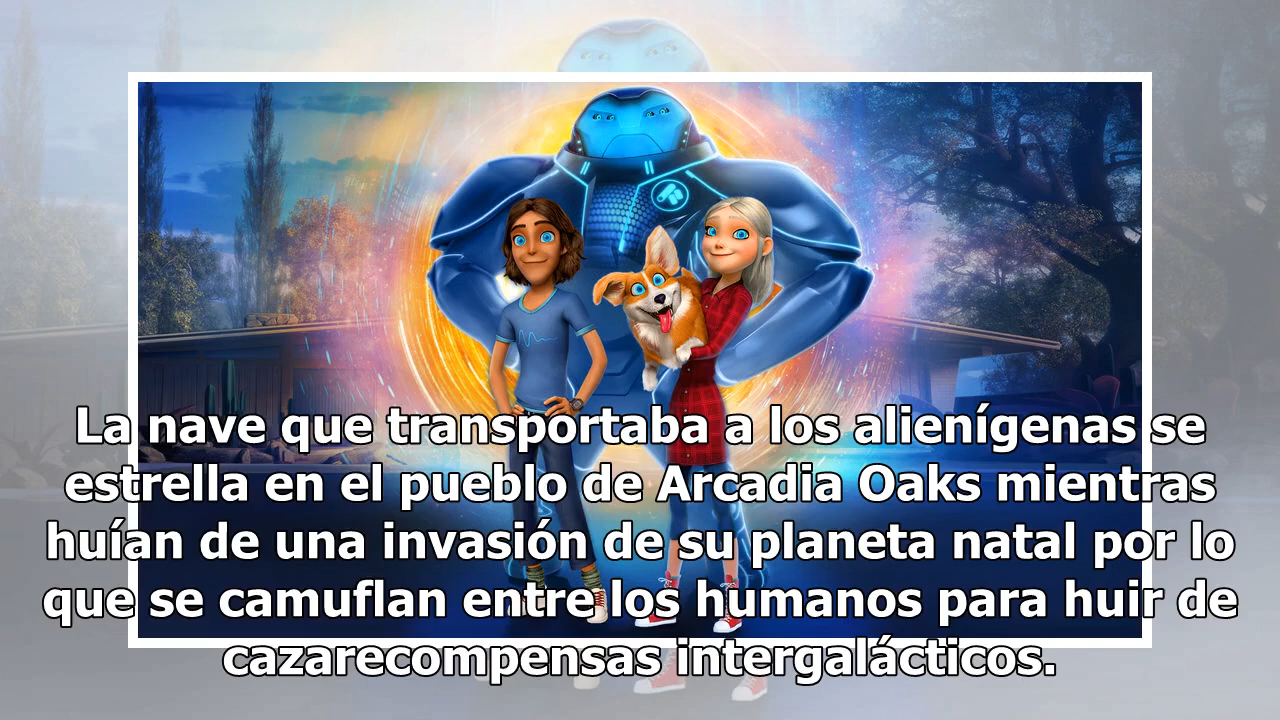 La nave que transportaba a los alienígenas se
estrella en el pueblo de Arcadia Oaks mientras
huían de una invasión de su planeta natal por lo
que se camuflan entre los humanos para huir de
cazarecompensas intergalácticos.